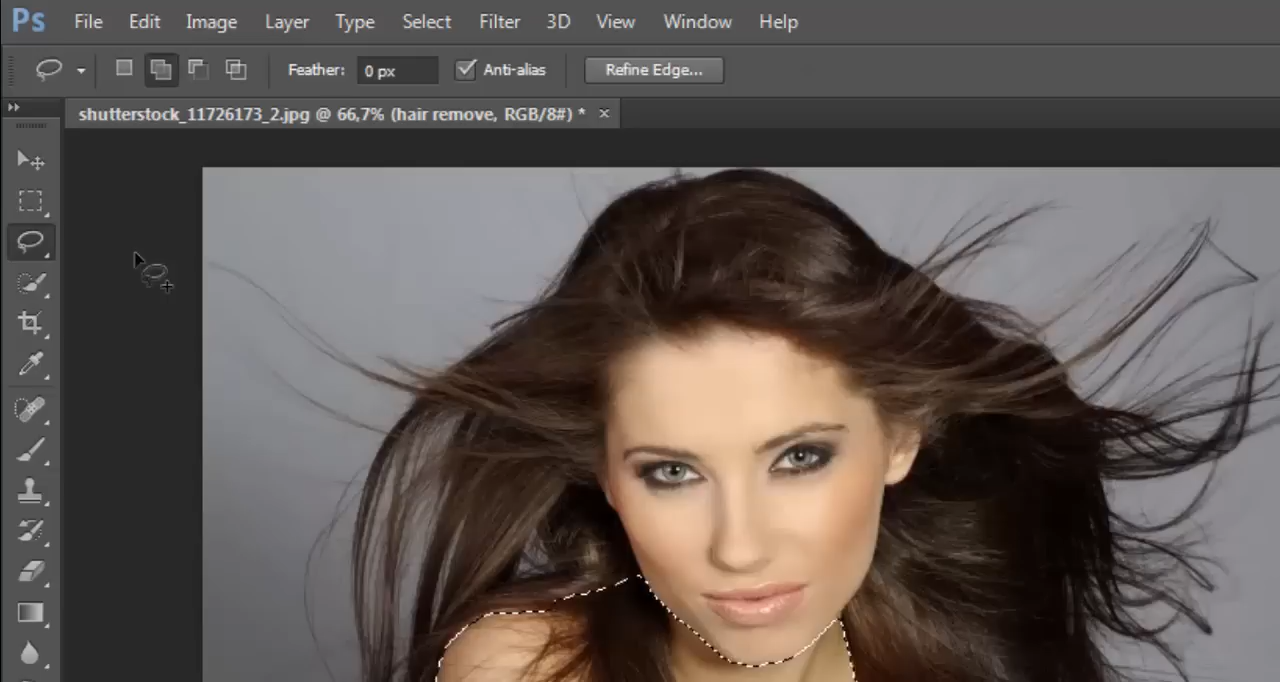 Ps File Edit Image Layer Type Select Filter 3D View Window Help
Feather: 0 px Anti-alias Refine Edge...
shutterstock_11726173_2.jpg @ 66,7% (hair remove, RGB/8#) * ×